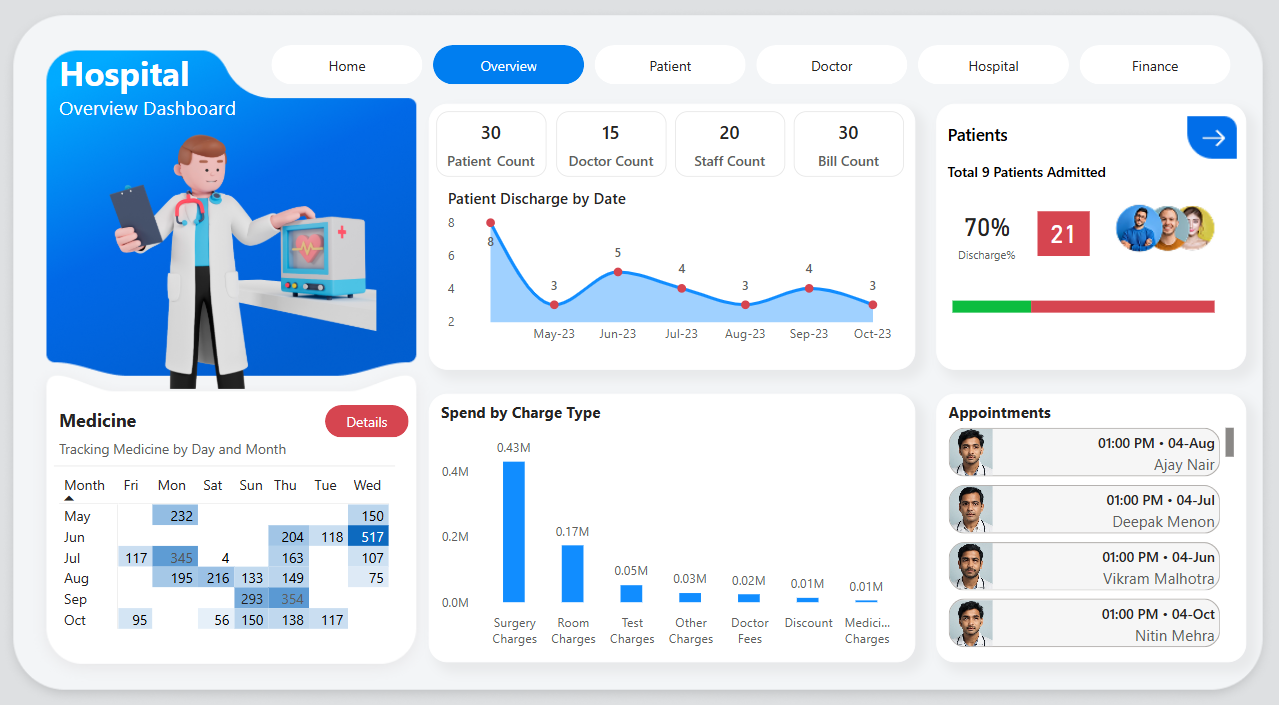 Hospital
Overview Dashboard
Home
Overview
Patient
Doctor
Hospital
Finance
30
Patient Count
15
Doctor Count
20
Staff Count
30
Bill Count
Patient Discharge by Date
8
6
4
2
8
3
5
4
3
4
3
May-23 Jun-23 Jul-23 Aug-23 Sep-23 Oct-23
Patients
Total 9 Patients Admitted
70%
Discharge%
21
Medicine
Details
Tracking Medicine by Day and Month
Month Fri Mon Sat Sun Thu Tue Wed
May 232 150
Jun 204 118 517
Jul 117 345 4 163 107
Aug 195 216 133 149 75
Sep 293 354
Oct 95 56 150 138 117
Spend by Charge Type
0.4M
0.2M
0.0M
0.43M
0.17M
0.05M
0.03M
0.02M
0.01M
0.01M
Surgery Charges
Room Charges
Test Charges
Other Charges
Doctor Fees
Discount
Medici... Charges
Appointments
01:00 PM • 04-Aug
Ajay Nair
01:00 PM • 04-Jul
Deepak Menon
01:00 PM • 04-Jun
Vikram Malhotra
01:00 PM • 04-Oct
Nitin Mehra